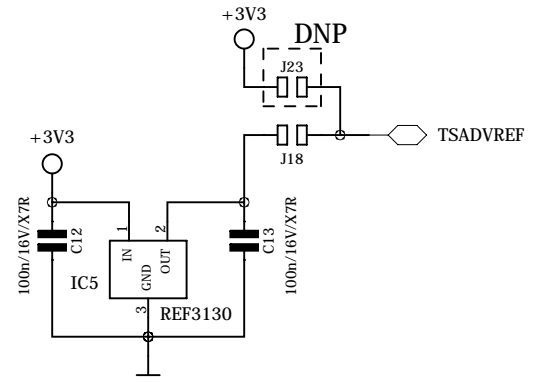 +3V3
DNP
J23
+3V3
TSADVREF
J18
100n/16V/X7R
C12
1
2
IN
GND
OUT
C13
100n/16V/X7R
IC5
3
REF3130